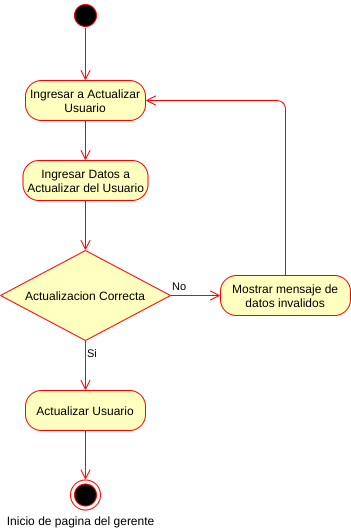 Ingresar a Actualizar
Usuario
Ingresar Datos a
Actualizar del Usuario
Actualizacion Correcta
No
Mostrar mensaje de
datos invalidos
Si
Actualizar Usuario
Inicio de pagina del gerente